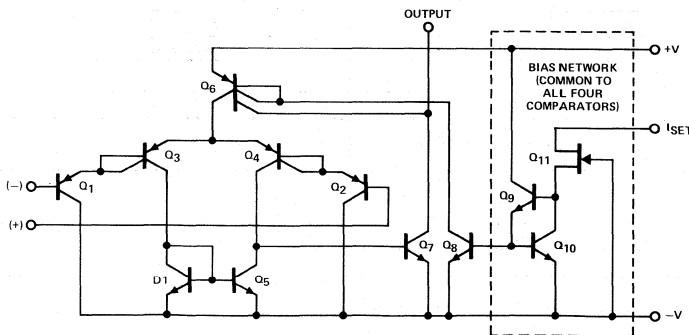 OUTPUT
+V
BIAS NETWORK
(COMMON TO
ALL FOUR
COMPARATORS)
Q6
ISET
Q11
Q3
Q4
(−)
Q1
Q2
Q9
(+)
Q7
Q8
Q10
D1
Q5
−V